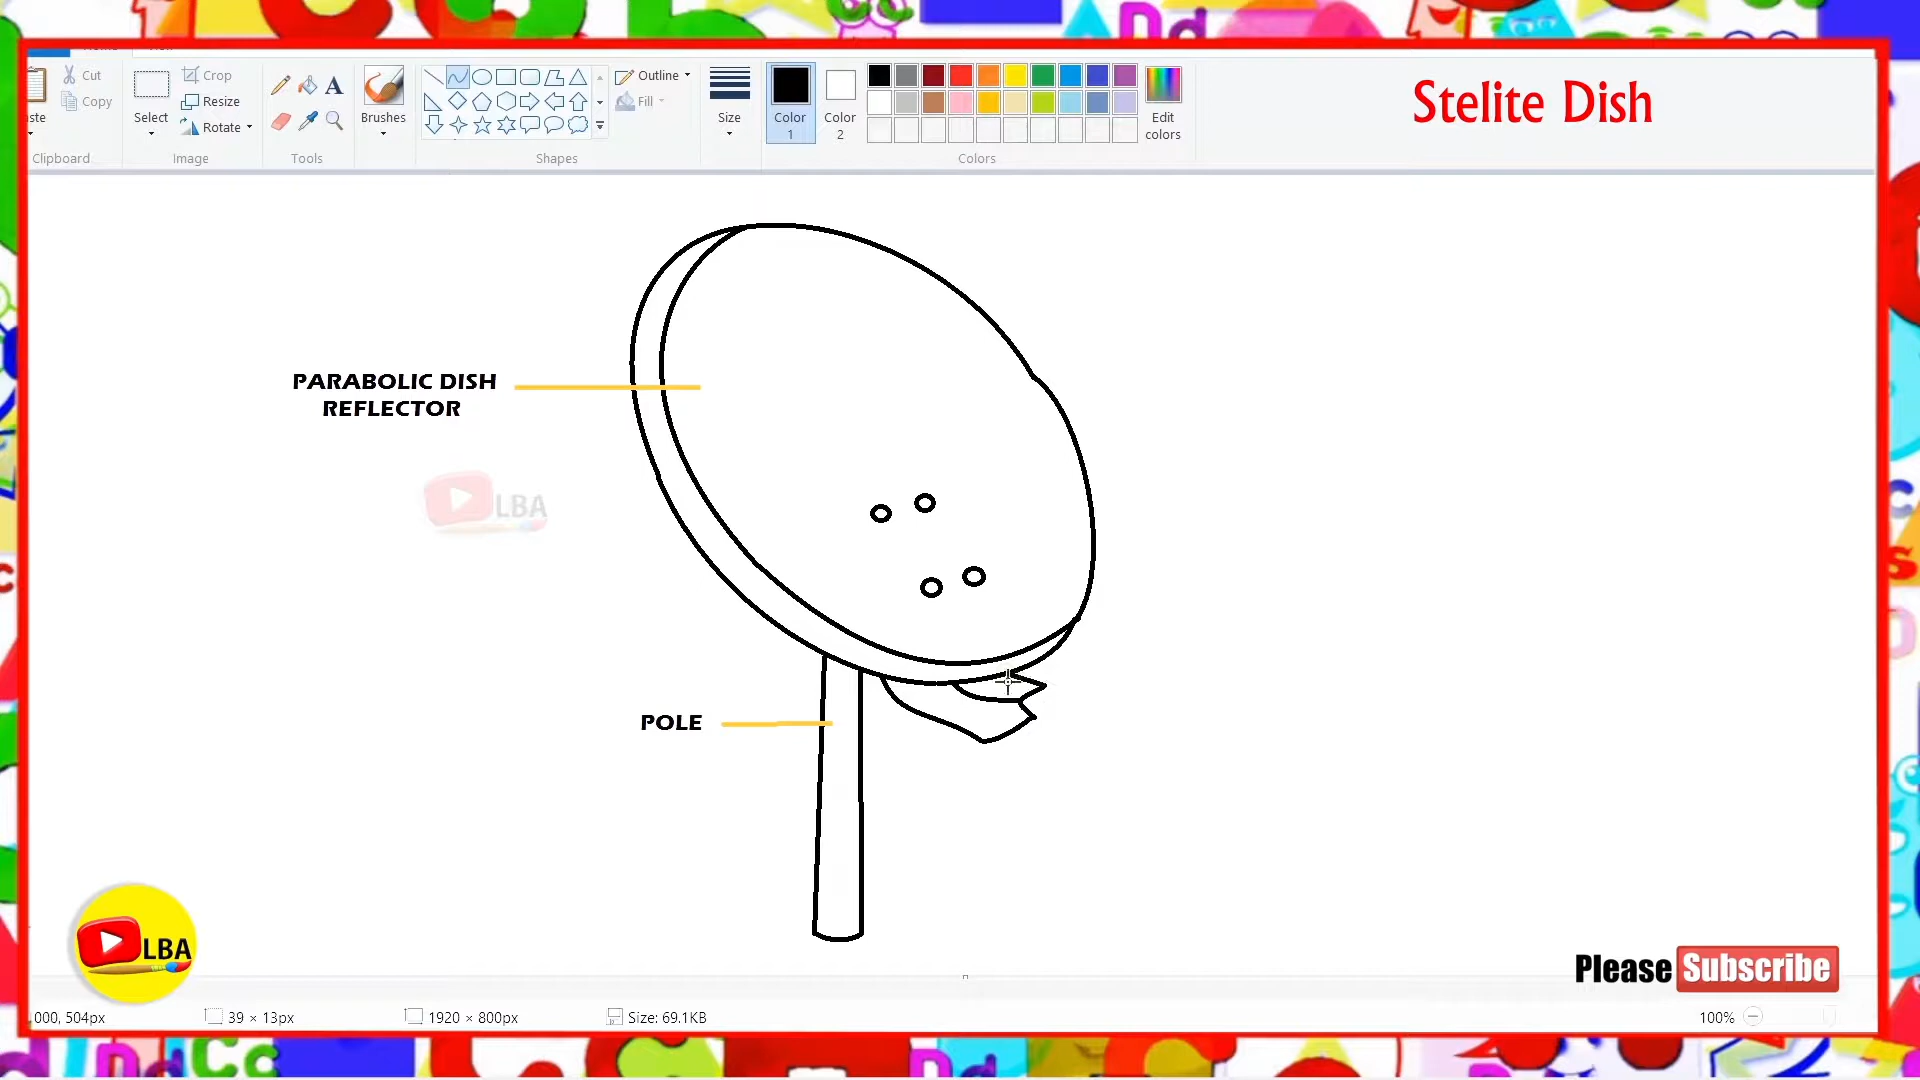 Cut
Copy
Clipboard
Select
Crop
Resize
Rotate
Image
A
Tools
Brushes
Shapes
Outline
Fill
Size
Color
1
Color
2
Colors
Edit
colors
Stelite Dish
PARABOLIC DISH
REFLECTOR
LBA
POLE
LBA
Please Subscribe
000, 504px
39 × 13px
1920 × 800px
Size: 69.1KB
100%